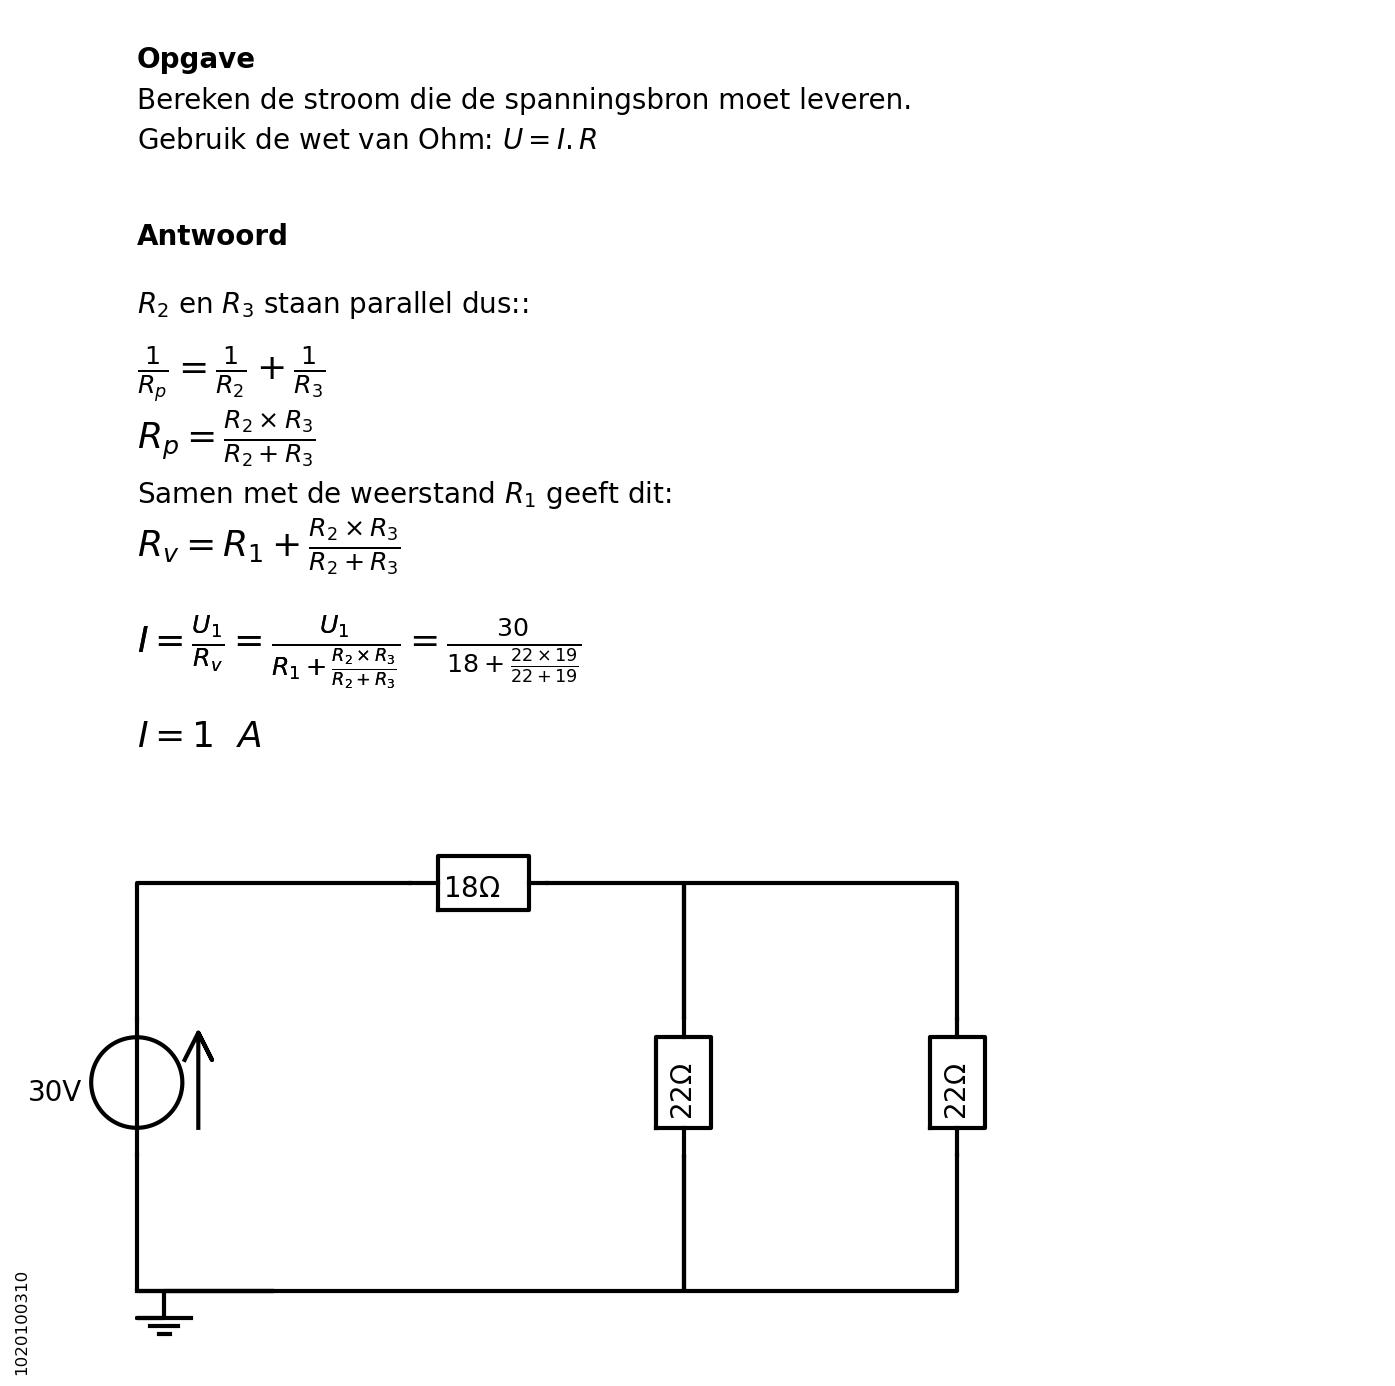 Opgave
Bereken de stroom die de spanningsbron moet leveren.
Gebruik de wet van Ohm: U = I.R
Antwoord
R₂ en R₃ staan parallel dus::
\frac{1}{R_p} = \frac{1}{R_2} + \frac{1}{R_3}
R_p = \frac{R_2 \times R_3}{R_2 + R_3}
Samen met de weerstand R₁ geeft dit:
R_v = R_1 + \frac{R_2 \times R_3}{R_2 + R_3}
I = \frac{U_1}{R_v} = \frac{U_1}{R_1 + \frac{R_2 \times R_3}{R_2 + R_3}} = \frac{30}{18 + \frac{22 \times 19}{22 + 19}}
I = 1 A
18Ω
30V
22Ω
22Ω
1020100310